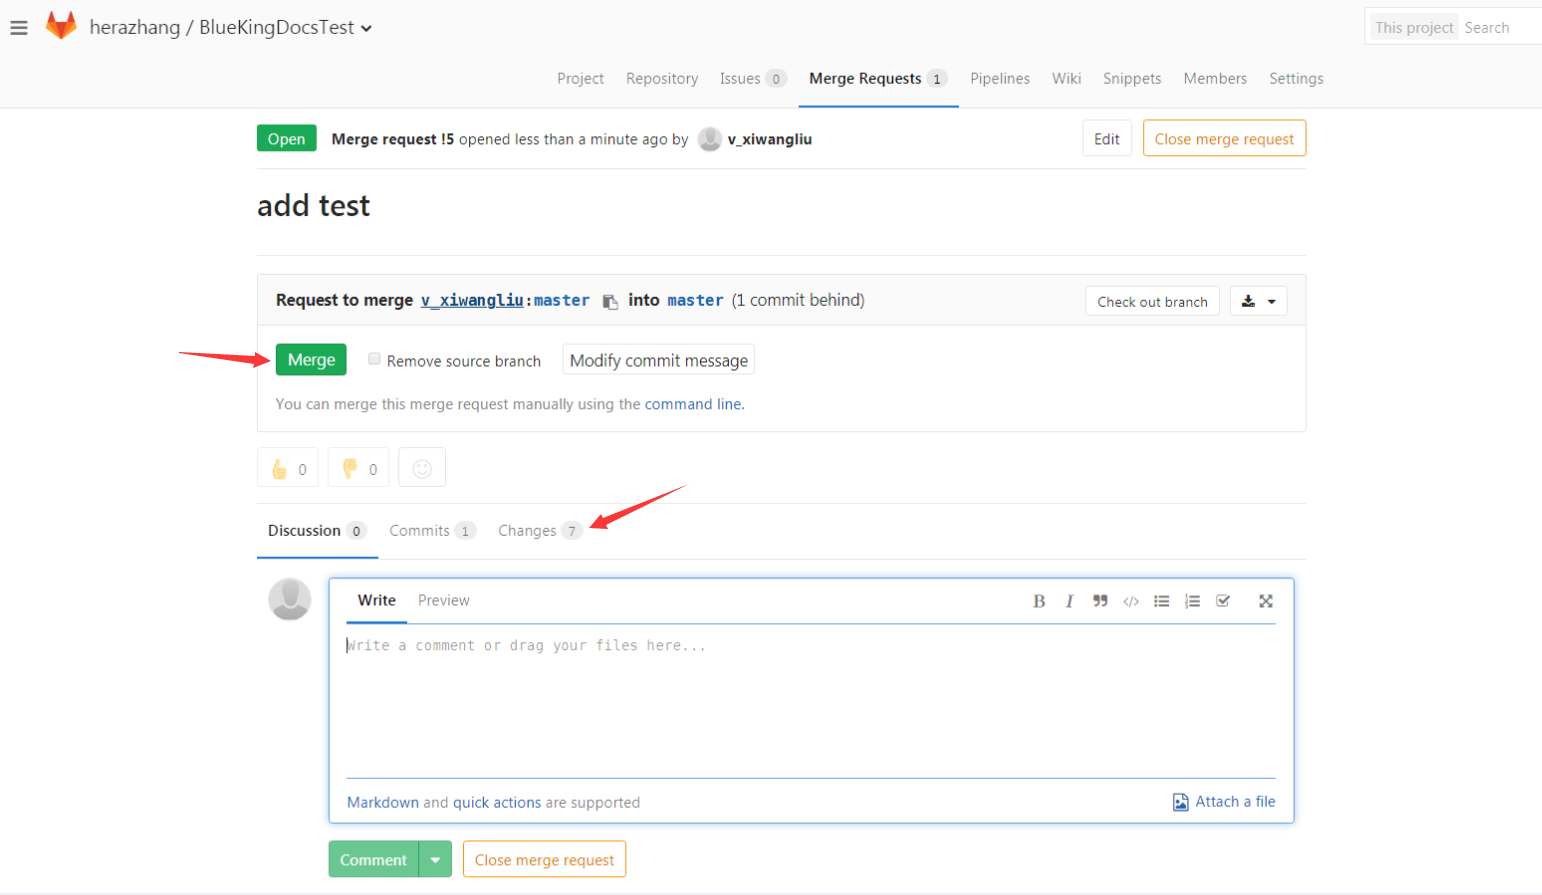 herazhang / BlueKingDocsTest
This project Search
Project Repository Issues 0 Merge Requests 1 Pipelines Wiki Snippets Members Settings
Open Merge request !5 opened less than a minute ago by v_xiwangliu Edit Close merge request
add test
Request to merge v_xiwangliu:master into master (1 commit behind) Check out branch
Merge Remove source branch Modify commit message
You can merge this merge request manually using the command line.
0 0
Discussion 0 Commits 1 Changes 7
Write Preview B I
Write a comment or drag your files here...
Markdown and quick actions are supported Attach a file
Comment Close merge request